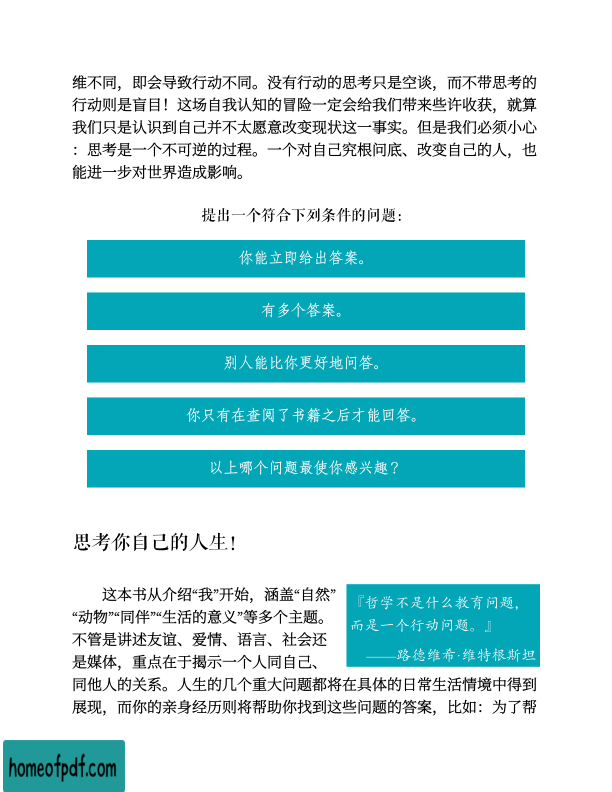 维不同，即会导致行动不同。没有行动的思考只是空谈，而不带思考的
行动则是盲目！这场自我认知的冒险一定会给我们带来些许收获，就算
我们只是认识到自己并不太愿意改变现状这一事实。但是我们必须小心
：思考是一个不可逆的过程。一个对自己究根问底、改变自己的人，也
能进一步对世界造成影响。
提出一个符合下列条件的问题：
你能立即给出答案。
有多个答案。
别人能比你更好地问答。
你只有在查阅了书籍之后才能回答。
以上哪个问题最使你感兴趣？
思考你自己的人生！
这本书从介绍“我”开始，涵盖“自然”
“动物”“同伴”“生活的意义”等多个主题。
不管是讲述友谊、爱情、语言、社会还
是媒体，重点在于揭示一个人同自己、
『哲学不是什么教育问题，
而是一个行动问题。』
——路德维希·维特根斯坦
同他人的关系。人生的几个重大问题都将在具体的日常生活情境中得到
展现，而你的亲身经历则将帮助你找到这些问题的答案，比如：为了帮
homeofpdf.com